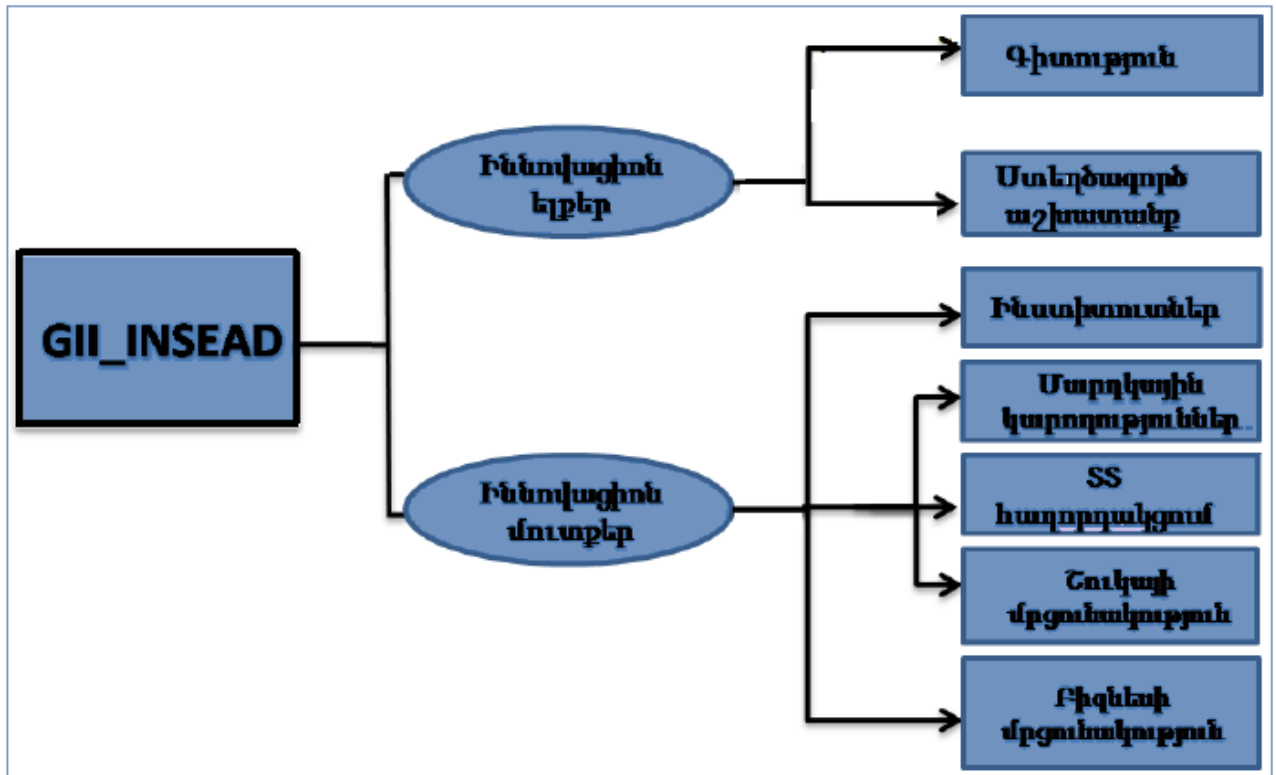 GII_INSEAD
Ինովացիոն
ելքեր
Ինովացիոն
մուտքեր
Գիտություն
Ստեղծագործ
աշխատանք
Ինստիտուտներ
Մարդկային
կարողություններ..
ՏՏ
հաղորդակցում
Շուկայի
մրցունակություն
Բիզնեսի
մրցունակություն